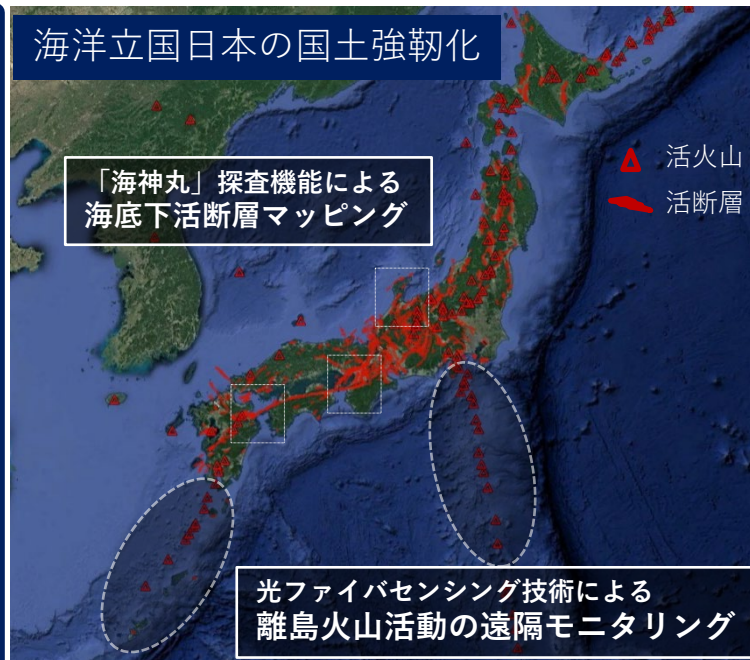 海洋立国日本の国土強靭化
活火山
活断層
「海神丸」探査機能による
海底下活断層マッピング
光ファイバセンシング技術による
離島火山活動の遠隔モニタリング